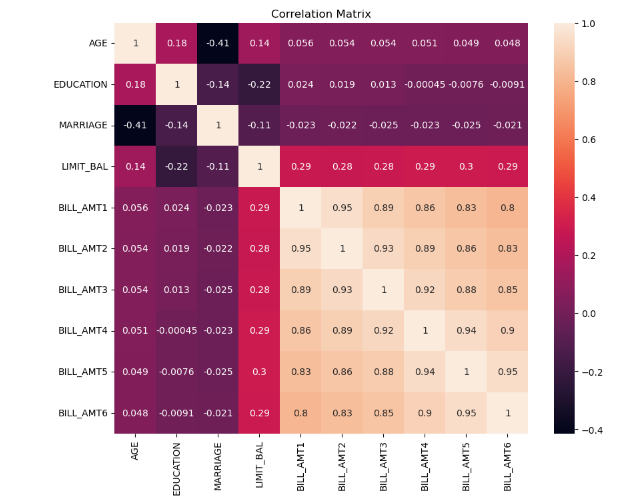 Correlation Matrix
AGE 1 0.18 -0.41 0.14 0.056 0.054 0.054 0.051 0.049 0.048
EDUCATION 0.18 1 -0.14 -0.22 0.024 0.019 0.013 -0.00045 -0.0076 -0.0091
MARRIAGE -0.41 -0.14 1 -0.11 -0.023 -0.022 -0.025 -0.023 -0.025 -0.021
LIMIT_BAL 0.14 -0.22 -0.11 1 0.29 0.28 0.28 0.29 0.3 0.29
BILL_AMT1 0.056 0.024 -0.023 0.29 1 0.95 0.89 0.86 0.83 0.8
BILL_AMT2 0.054 0.019 -0.022 0.28 0.95 1 0.93 0.89 0.86 0.83
BILL_AMT3 0.054 0.013 -0.025 0.28 0.89 0.93 1 0.92 0.88 0.85
BILL_AMT4 0.051 -0.00045 -0.023 0.29 0.86 0.89 0.92 1 0.94 0.9
BILL_AMT5 0.049 -0.0076 -0.025 0.3 0.83 0.86 0.88 0.94 1 0.95
BILL_AMT6 0.048 -0.0091 -0.021 0.29 0.8 0.83 0.85 0.9 0.95 1
AGE EDUCATION MARRIAGE LIMIT_BAL BILL_AMT1 BILL_AMT2 BILL_AMT3 BILL_AMT4 BILL_AMT5 BILL_AMT6
1.0
0.8
0.6
0.4
0.2
0.0
−0.2
−0.4